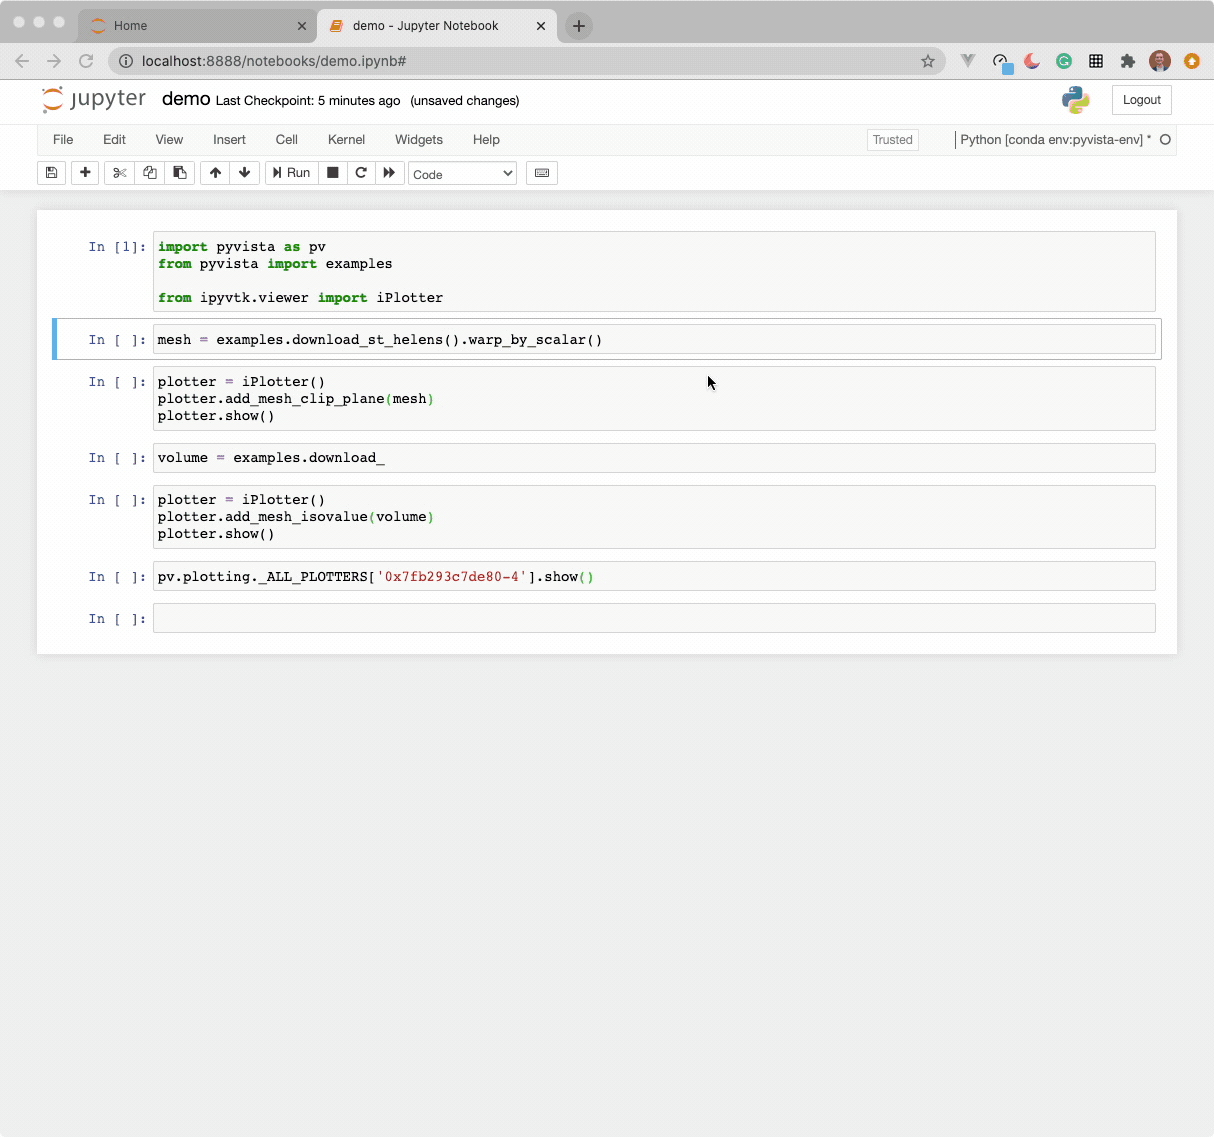 Home
demo - Jupyter Notebook
localhost:8888/notebooks/demo.ipynb#
jupyter demo Last Checkpoint: 5 minutes ago (unsaved changes)
Logout
File Edit View Insert Cell Kernel Widgets Help
Trusted
Python [conda env:pyvista-env] *
Run
Code
In [1]: import pyvista as pv
from pyvista import examples
from ipyvtk.viewer import iPlotter
In [ ]: mesh = examples.download_st_helens().warp_by_scalar()
In [ ]: plotter = iPlotter()
plotter.add_mesh_clip_plane(mesh)
plotter.show()
In [ ]: volume = examples.download_
In [ ]: plotter = iPlotter()
plotter.add_mesh_isovalue(volume)
plotter.show()
In [ ]: pv.plotting._ALL_PLOTTERS['0x7fb293c7de80-4'].show()
In [ ]: